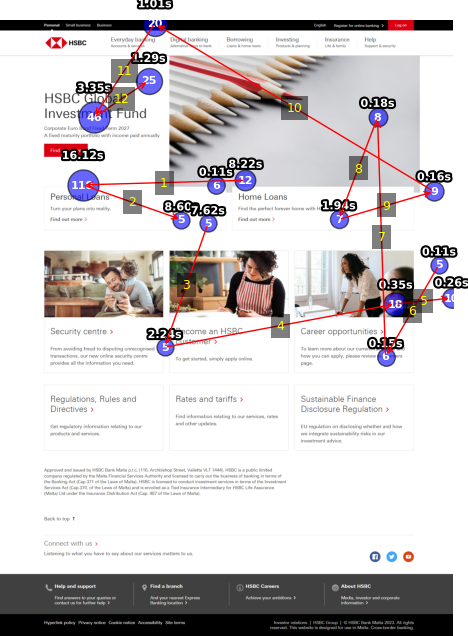 1.01s
20
Personal Small business Business
English Register for online banking Log on
HSBC
Everyday banking
Accounts & services
Digital banking
Borrowing
Loans & home loans
Investing
Products & planning
Insurance
Life & family
Help
Support & security
11
1.29s
25
3.35s
12
46
HSBC Global
Investment Fund
Corporate Euro Fixed Term 2027
A fixed maturity portfolio with income paid annually
10
0.18s
8
16.12s
116
1
0.11s
6
8.22s
12
8
0.16s
9
Personal Loans
Turn your plans into reality.
Find out more
2
8.60s
5
7.62s
5
Home Loans
Find the perfect forever home with
Find out more
1.94s
7
9
7
3
0.11s
5
0.35s
18
5
0.26s
10
6
4
2.24s
5
0.15s
6
Security centre
From avoiding fraud to disputing unrecognised
transactions, our new online security centre
provides all the information you need.
Become an HSBC
customer
To get started, simply apply online.
Career opportunities
To learn more about our
how you can apply, please review
page.
Regulations, Rules and
Directives
Get regulatory information relating to our
products and services.
Rates and tariffs
Find information relating to our services, rates
and other updates.
Sustainable Finance
Disclosure Regulation
EU regulation on disclosing whether and how
we integrate sustainability risks in our
investment advice.
Approved and issued by HSBC Bank Malta p.l.c. (116, Archbishop Street, Valletta VLT 1444). HSBC is a public limited
company regulated by the Malta Financial Services Authority and licensed to carry out the business of banking in terms of
the Banking Act (Cap.371 of the Laws of Malta). HSBC is licensed to conduct investment services in terms of the Investment
Services Act (Cap.370, of the Laws of Malta) and is enrolled as a Tied Insurance Intermediary for HSBC Life Assurance
(Malta) Ltd under the Insurance Distribution Act (Cap. 487 of the Laws of Malta).
Back to top
Connect with us
Listening to what you have to say about our services matters to us.
Help and support
Find answers to your queries or
contact us for further help
Find a branch
And your nearest Express
Banking location
HSBC Careers
Achieve your ambitions
About HSBC
Media, investor and corporate
information
Hyperlink policy Privacy notice Cookie notice Accessibility Site terms
Investor relations | HSBC Group | © HSBC Bank Malta 2023. All rights
reserved. This website is designed for use in Malta. Cross-border banking.